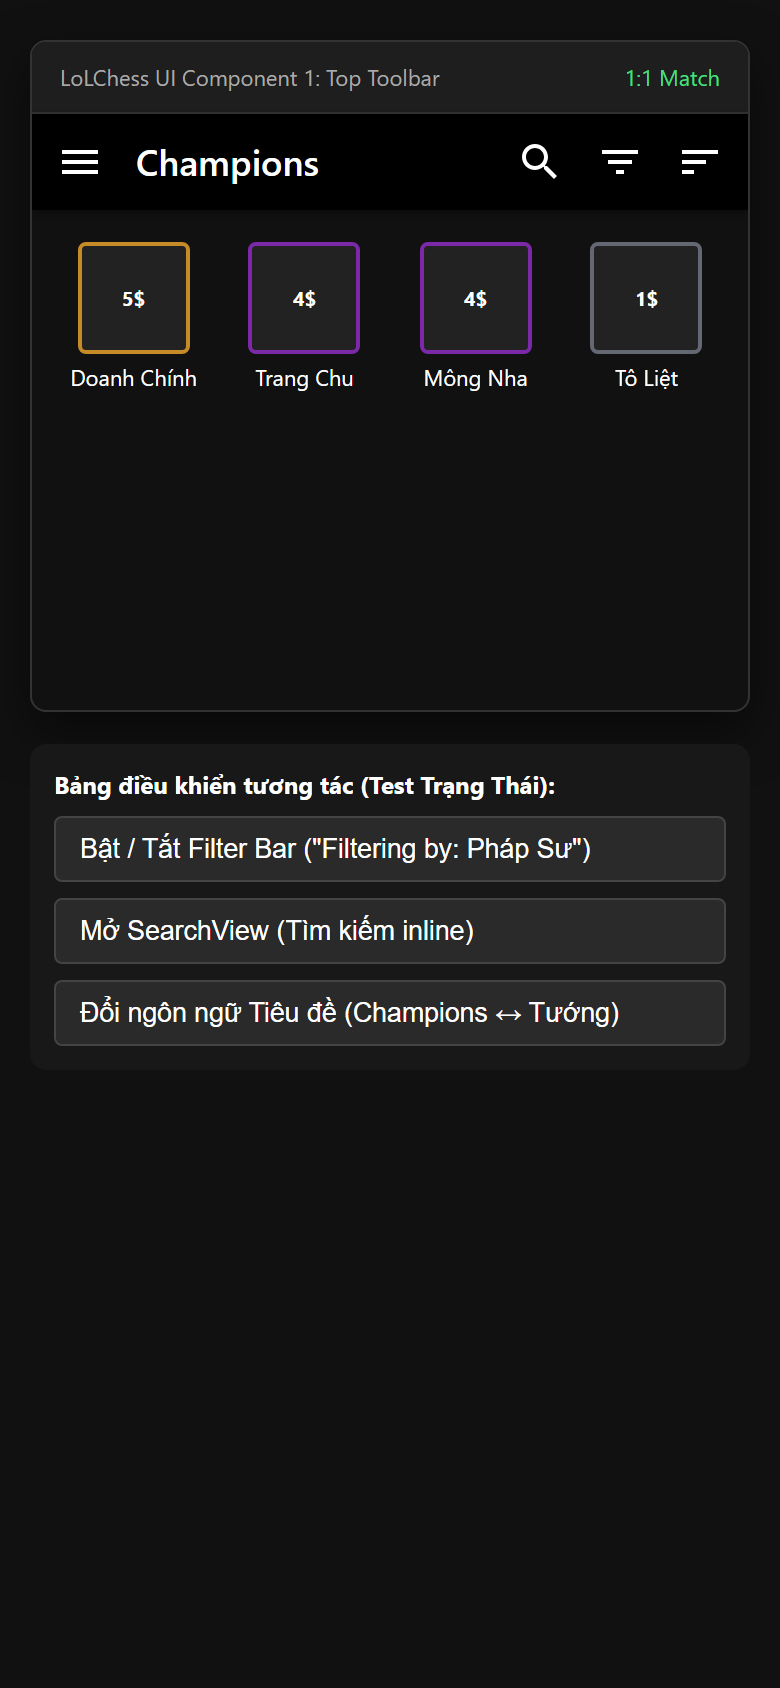 LoLChess UI Component 1: Top Toolbar 1:1 Match
Champions
5$ 4$ 4$ 1$
Doanh Chính Trang Chu Mông Nha Tô Liệt
Bảng điều khiển tương tác (Test Trạng Thái):
Bật / Tắt Filter Bar ("Filtering by: Pháp Sư")
Mở SearchView (Tìm kiếm inline)
Đổi ngôn ngữ Tiêu đề (Champions ↔ Tướng)